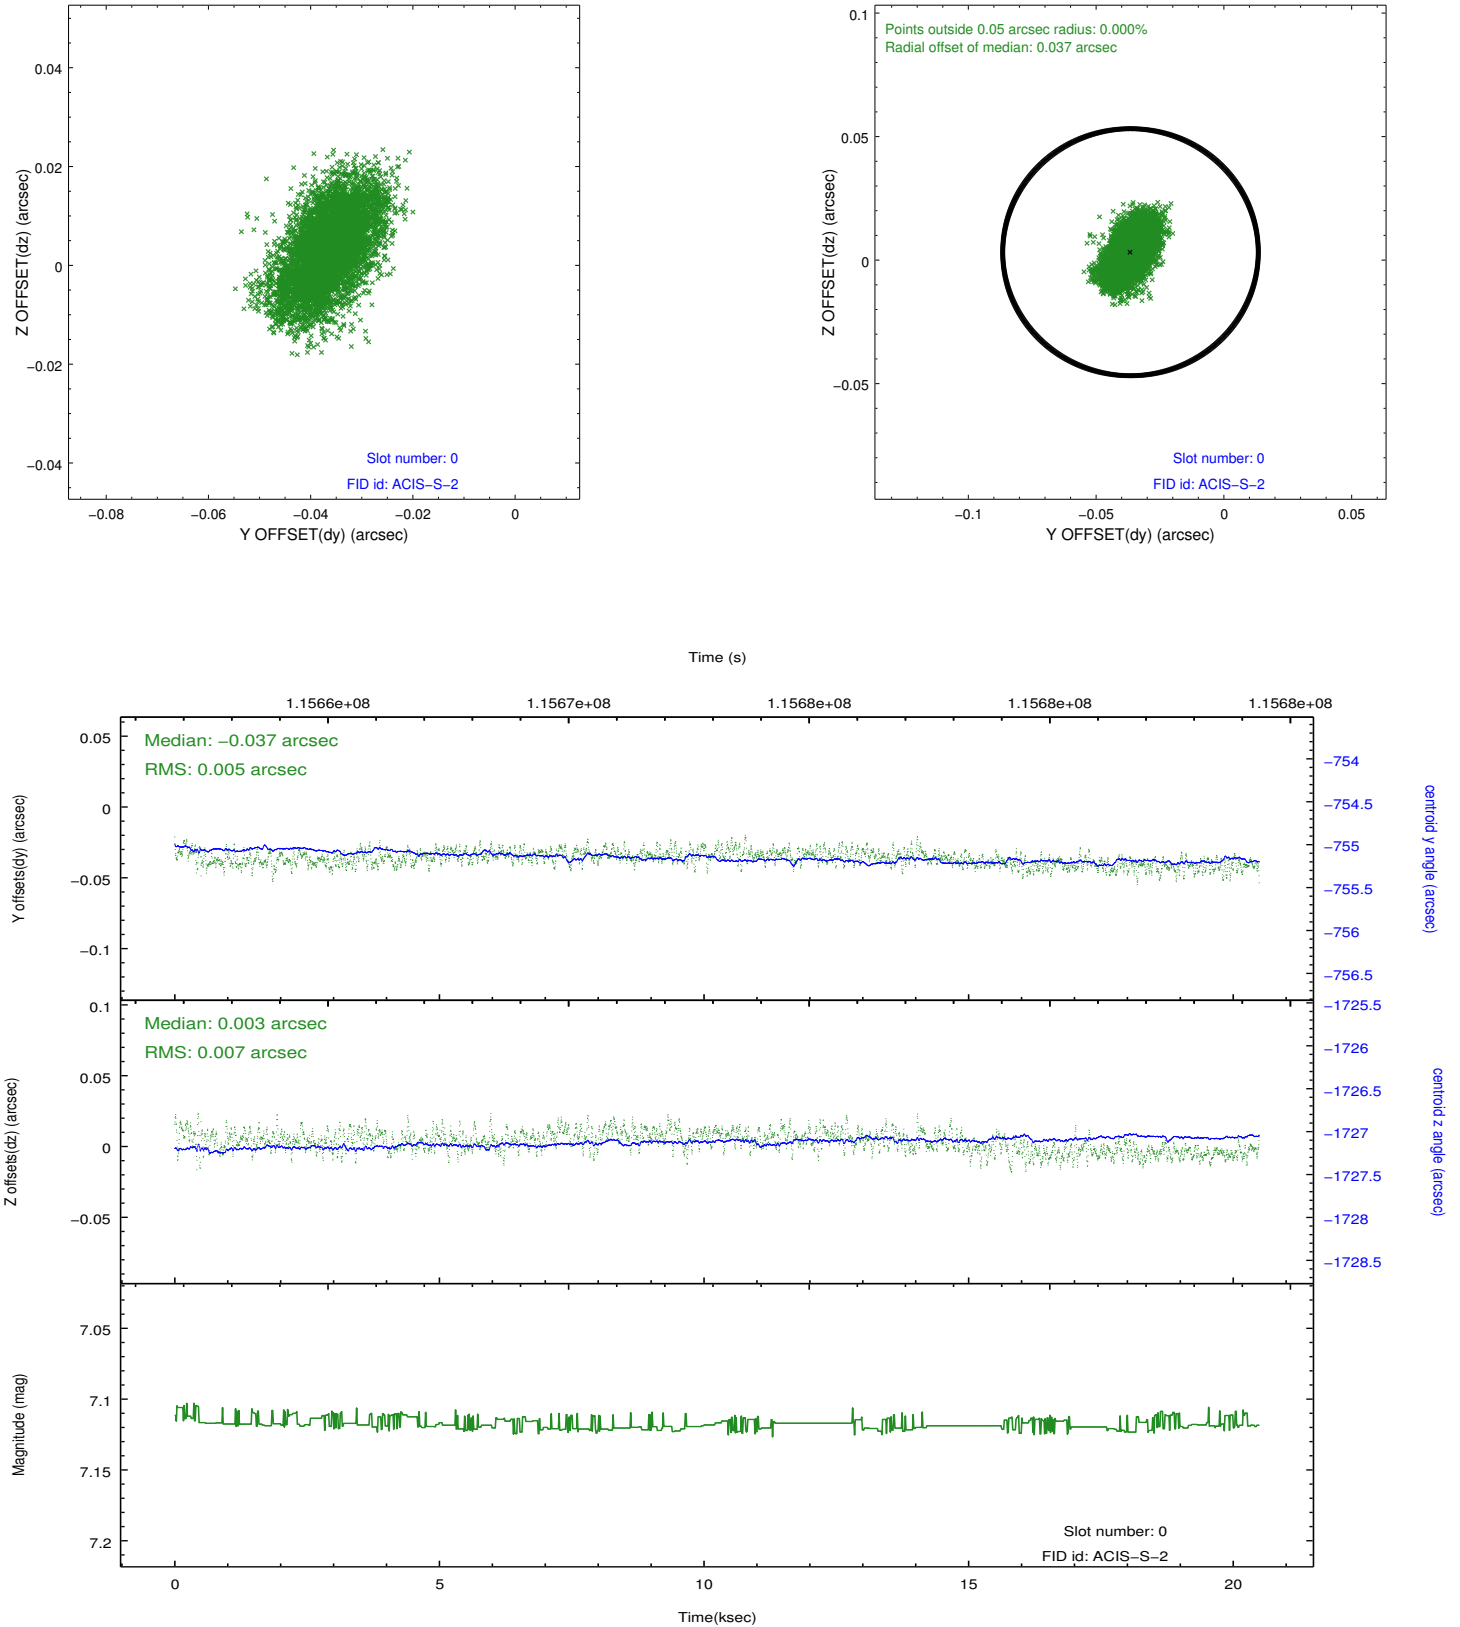 0.04
0.02
0
−0.02
−0.04
Z OFFSET(dz) (arcsec)
Slot number: 0
FID id: ACIS−S−2
−0.08
−0.06
−0.04
−0.02
0
Y OFFSET(dy) (arcsec)
Points outside 0.05 arcsec radius: 0.000%
Radial offset of median: 0.037 arcsec
0.1
0.05
0
−0.05
Z OFFSET(dz) (arcsec)
Slot number: 0
FID id: ACIS−S−2
−0.1
−0.05
0
0.05
Y OFFSET(dy) (arcsec)
Time (s)
1.1566e+08
1.1567e+08
1.1568e+08
1.1568e+08
1.1568e+08
Median: −0.037 arcsec
RMS: 0.005 arcsec
0.05
0
−0.05
−0.1
Y offsets(dy) (arcsec)
−754
−754.5
−755
−755.5
−756
−756.5
centroid y angle (arcsec)
Median: 0.003 arcsec
RMS: 0.007 arcsec
0.1
0.05
0
−0.05
Z offsets(dz) (arcsec)
−1725.5
−1726
−1726.5
−1727
−1727.5
−1728
−1728.5
centroid z angle (arcsec)
7.05
7.1
7.15
7.2
Magnitude (mag)
Slot number: 0
FID id: ACIS−S−2
0
5
10
15
20
Time(ksec)